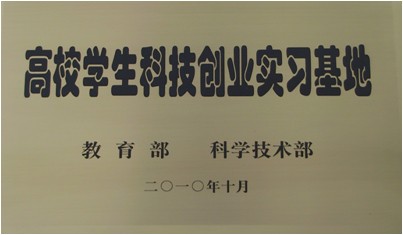 高校学生科技创业实习基地
教育部 科学技术部
二〇一〇年十月